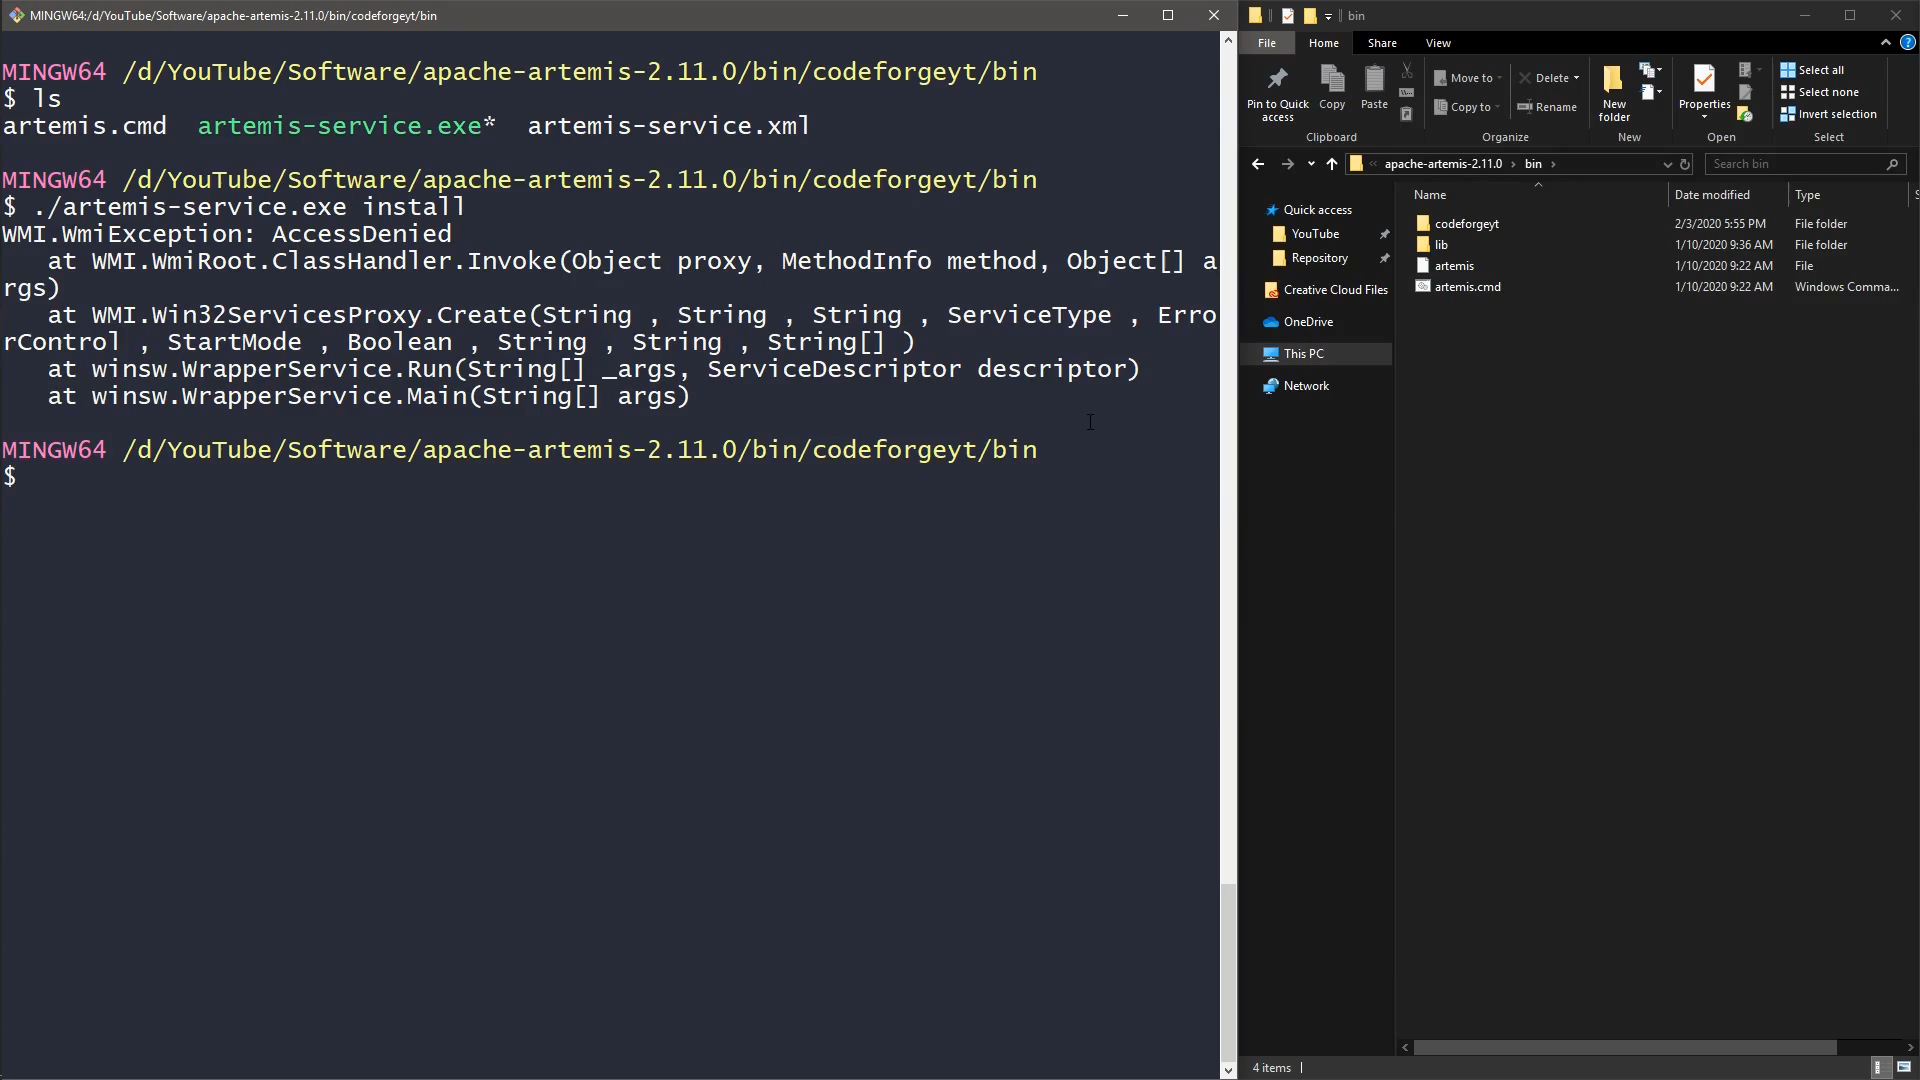 MINGW64:/d/YouTube/Software/apache-artemis-2.11.0/bin/codeforgeyt/bin
MINGW64 /d/YouTube/Software/apache-artemis-2.11.0/bin/codeforgeyt/bin
$ ls
artemis.cmd  artemis-service.exe*  artemis-service.xml
MINGW64 /d/YouTube/Software/apache-artemis-2.11.0/bin/codeforgeyt/bin
$ ./artemis-service.exe install
WMI.WmiException: AccessDenied
   at WMI.WmiRoot.ClassHandler.Invoke(Object proxy, MethodInfo method, Object[] a
rgs)
   at WMI.Win32ServicesProxy.Create(String , String , String , ServiceType , Erro
rControl , StartMode , Boolean , String , String , String[] )
   at winsw.WrapperService.Run(String[] _args, ServiceDescriptor descriptor)
   at winsw.WrapperService.Main(String[] args)
MINGW64 /d/YouTube/Software/apache-artemis-2.11.0/bin/codeforgeyt/bin
$
bin
File Home Share View
Pin to Quick access
Copy
Paste
Clipboard
Move to
Copy to
Delete
Rename
Organize
New folder
New
Properties
Open
Select all
Select none
Invert selection
Select
apache-artemis-2.11.0 › bin ›
Search bin
Quick access
YouTube
Repository
Creative Cloud Files
OneDrive
This PC
Network
Name Date modified Type S
codeforgeyt 2/3/2020 5:55 PM File folder
lib 1/10/2020 9:36 AM File folder
artemis 1/10/2020 9:22 AM File
artemis.cmd 1/10/2020 9:22 AM Windows Comma...
4 items